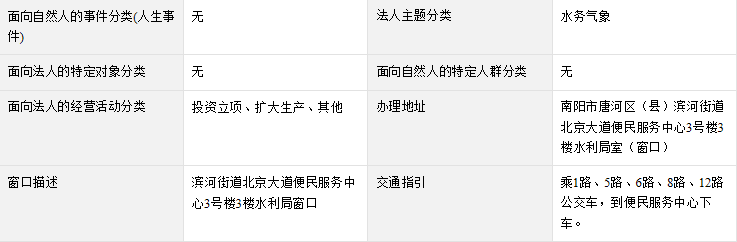 面向自然人的事件分类(人生事
件)
无
法人主题分类
水务气象
面向法人的特定对象分类
无
面向自然人的特定人群分类
无
面向法人的经营活动分类
投资立项、扩大生产、其他
办理地址
南阳市唐河区（县）滨河街道
北京大道便民服务中心3号楼3
楼水利局室（窗口）
窗口描述
滨河街道北京大道便民服务中
心3号楼3楼水利局窗口
交通指引
乘1路、5路、6路、8路、12路
公交车，到便民服务中心下
车。